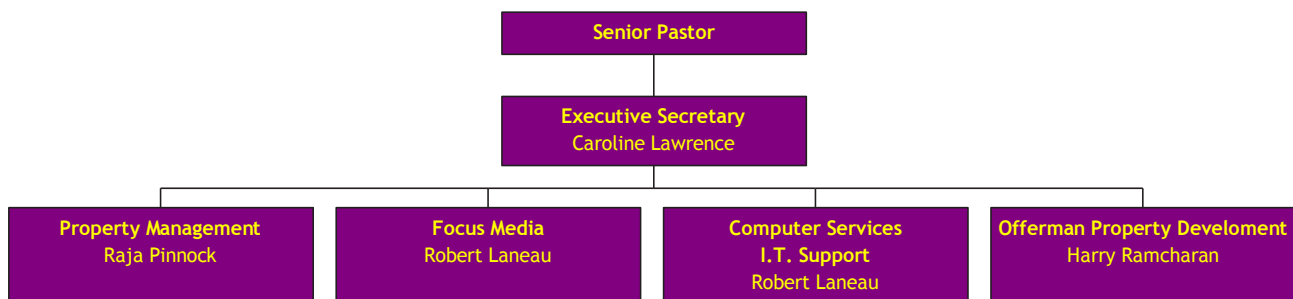 Senior Pastor
Executive Secretary
Caroline Lawrence
Property Management
Raja Pinnock
Focus Media
Robert Laneau
Computer Services
I.T. Support
Robert Laneau
Offerman Property Develoment
Harry Ramcharan